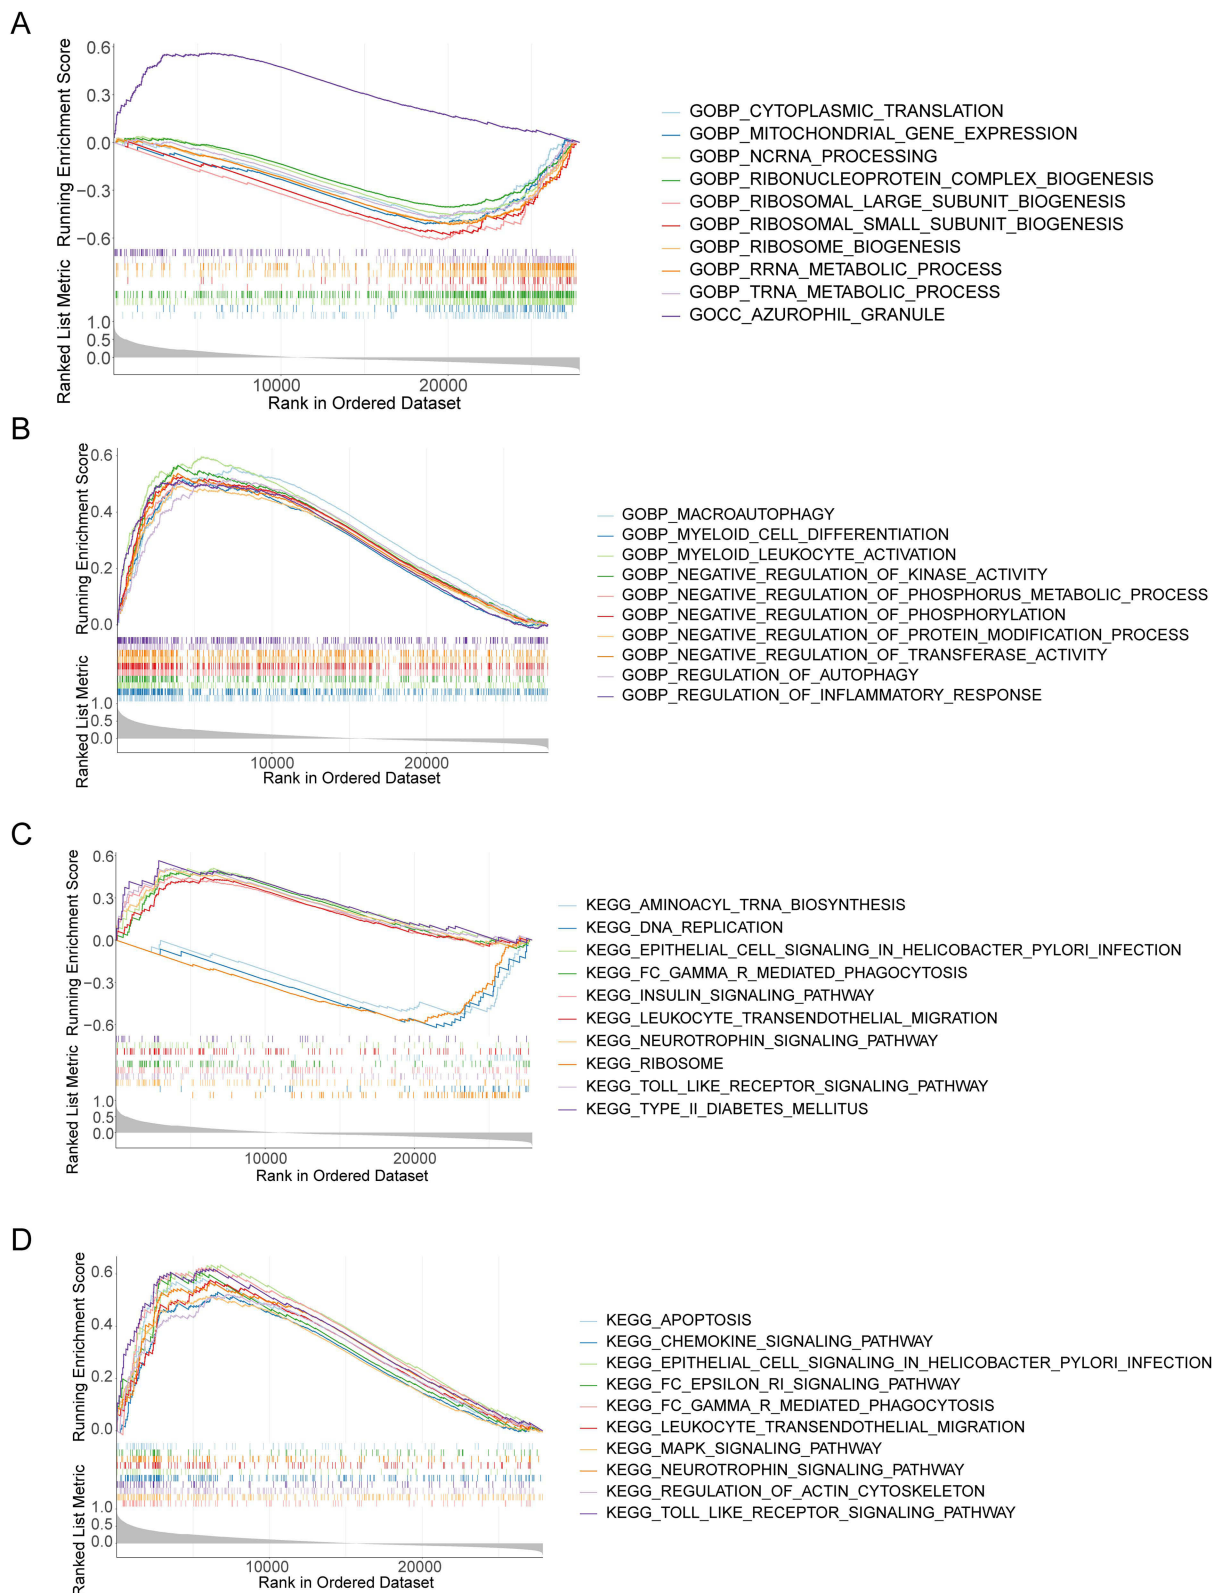 A
Running Enrichment Score
0.6
0.3
0.0
−0.3
−0.6
Ranked List Metric
1.0
0.5
0.0
10000
20000
Rank in Ordered Dataset
GOBP_CYTOPLASMIC_TRANSLATION
GOBP_MITOCHONDRIAL_GENE_EXPRESSION
GOBP_NCRNA_PROCESSING
GOBP_RIBONUCLEOPROTEIN_COMPLEX_BIOGENESIS
GOBP_RIBOSOMAL_LARGE_SUBUNIT_BIOGENESIS
GOBP_RIBOSOMAL_SMALL_SUBUNIT_BIOGENESIS
GOBP_RIBOSOME_BIOGENESIS
GOBP_RRNA_METABOLIC_PROCESS
GOBP_TRNA_METABOLIC_PROCESS
GOCC_AZUROPHIL_GRANULE
B
Running Enrichment Score
0.6
0.4
0.2
0.0
Ranked List Metric
1.0
0.5
0.0
10000
20000
Rank in Ordered Dataset
GOBP_MACROAUTOPHAGY
GOBP_MYELOID_CELL_DIFFERENTIATION
GOBP_MYELOID_LEUKOCYTE_ACTIVATION
GOBP_NEGATIVE_REGULATION_OF_KINASE_ACTIVITY
GOBP_NEGATIVE_REGULATION_OF_PHOSPHORUS_METABOLIC_PROCESS
GOBP_NEGATIVE_REGULATION_OF_PHOSPHORYLATION
GOBP_NEGATIVE_REGULATION_OF_PROTEIN_MODIFICATION_PROCESS
GOBP_NEGATIVE_REGULATION_OF_TRANSFERASE_ACTIVITY
GOBP_REGULATION_OF_AUTOPHAGY
GOBP_REGULATION_OF_INFLAMMATORY_RESPONSE
C
Running Enrichment Score
0.6
0.3
0.0
−0.3
−0.6
Ranked List Metric
1.0
0.5
0.0
10000
20000
Rank in Ordered Dataset
KEGG_AMINOACYL_TRNA_BIOSYNTHESIS
KEGG_DNA_REPLICATION
KEGG_EPITHELIAL_CELL_SIGNALING_IN_HELICOBACTER_PYLORI_INFECTION
KEGG_FC_GAMMA_R_MEDIATED_PHAGOCYTOSIS
KEGG_INSULIN_SIGNALING_PATHWAY
KEGG_LEUKOCYTE_TRANSENDOTHELIAL_MIGRATION
KEGG_NEUROTROPHIN_SIGNALING_PATHWAY
KEGG_RIBOSOME
KEGG_TOLL_LIKE_RECEPTOR_SIGNALING_PATHWAY
KEGG_TYPE_II_DIABETES_MELLITUS
D
Running Enrichment Score
0.6
0.4
0.2
0.0
Ranked List Metric
1.0
0.5
0.0
10000
20000
Rank in Ordered Dataset
KEGG_APOPTOSIS
KEGG_CHEMOKINE_SIGNALING_PATHWAY
KEGG_EPITHELIAL_CELL_SIGNALING_IN_HELICOBACTER_PYLORI_INFECTION
KEGG_FC_EPSILON_RI_SIGNALING_PATHWAY
KEGG_FC_GAMMA_R_MEDIATED_PHAGOCYTOSIS
KEGG_LEUKOCYTE_TRANSENDOTHELIAL_MIGRATION
KEGG_MAPK_SIGNALING_PATHWAY
KEGG_NEUROTROPHIN_SIGNALING_PATHWAY
KEGG_REGULATION_OF_ACTIN_CYTOSKELETON
KEGG_TOLL_LIKE_RECEPTOR_SIGNALING_PATHWAY